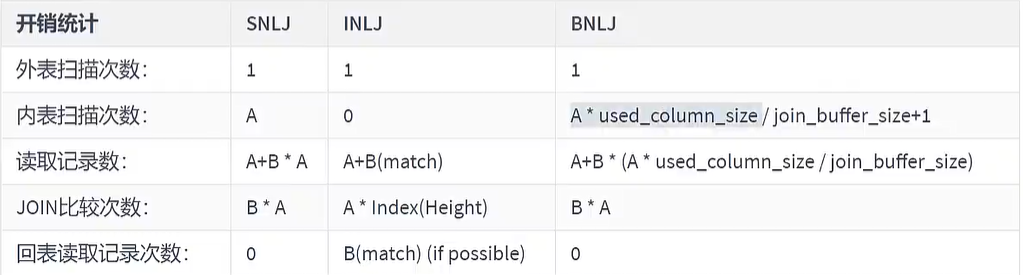 开销统计 SNLJ INLJ BNLJ
外表扫描次数： 1 1 1
内表扫描次数： A 0 A * used_column_size / join_buffer_size+1
读取记录数： A+B * A A+B(match) A+B * (A * used_column_size / join_buffer_size)
JOIN比较次数： B * A A * Index(Height) B * A
回表读取记录次数： 0 B(match) (if possible) 0